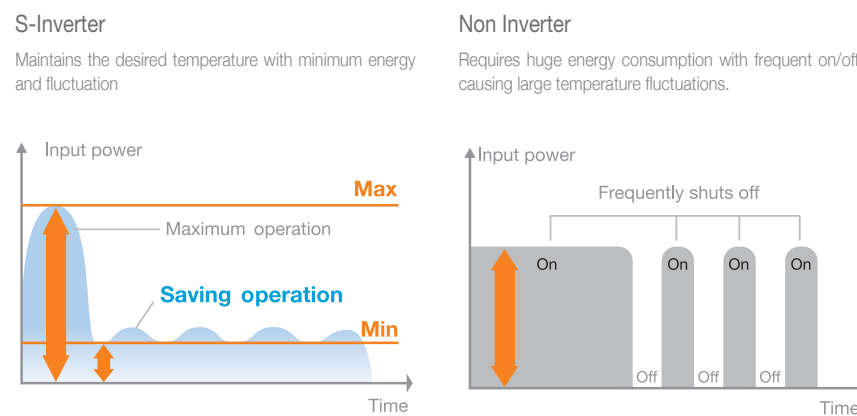 S-Inverter
Maintains the desired temperature with minimum energy
and fluctuation
Input power
Max
Maximum operation
Saving operation
Min
Time
Non Inverter
Requires huge energy consumption with frequent on/off
causing large temperature fluctuations.
Input power
Frequently shuts off
On On On On
Off Off Off
Time